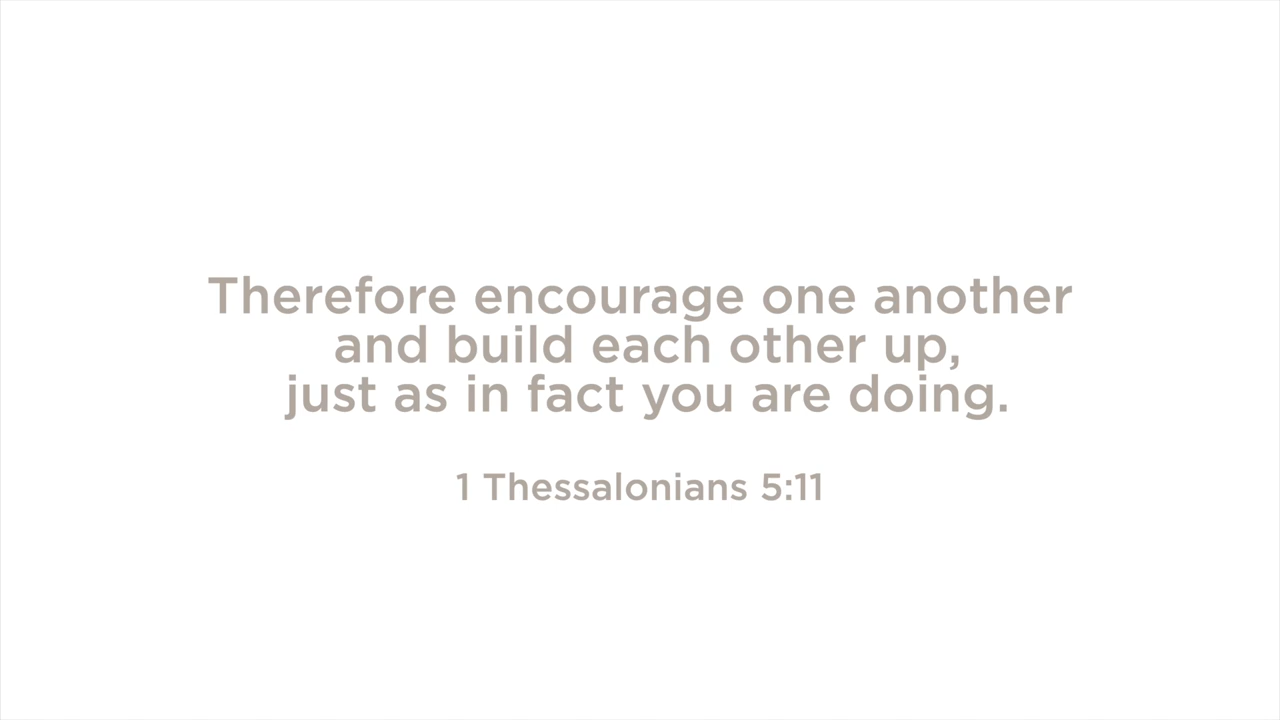 Therefore encourage one another
and build each other up,
just as in fact you are doing.
1 Thessalonians 5:11